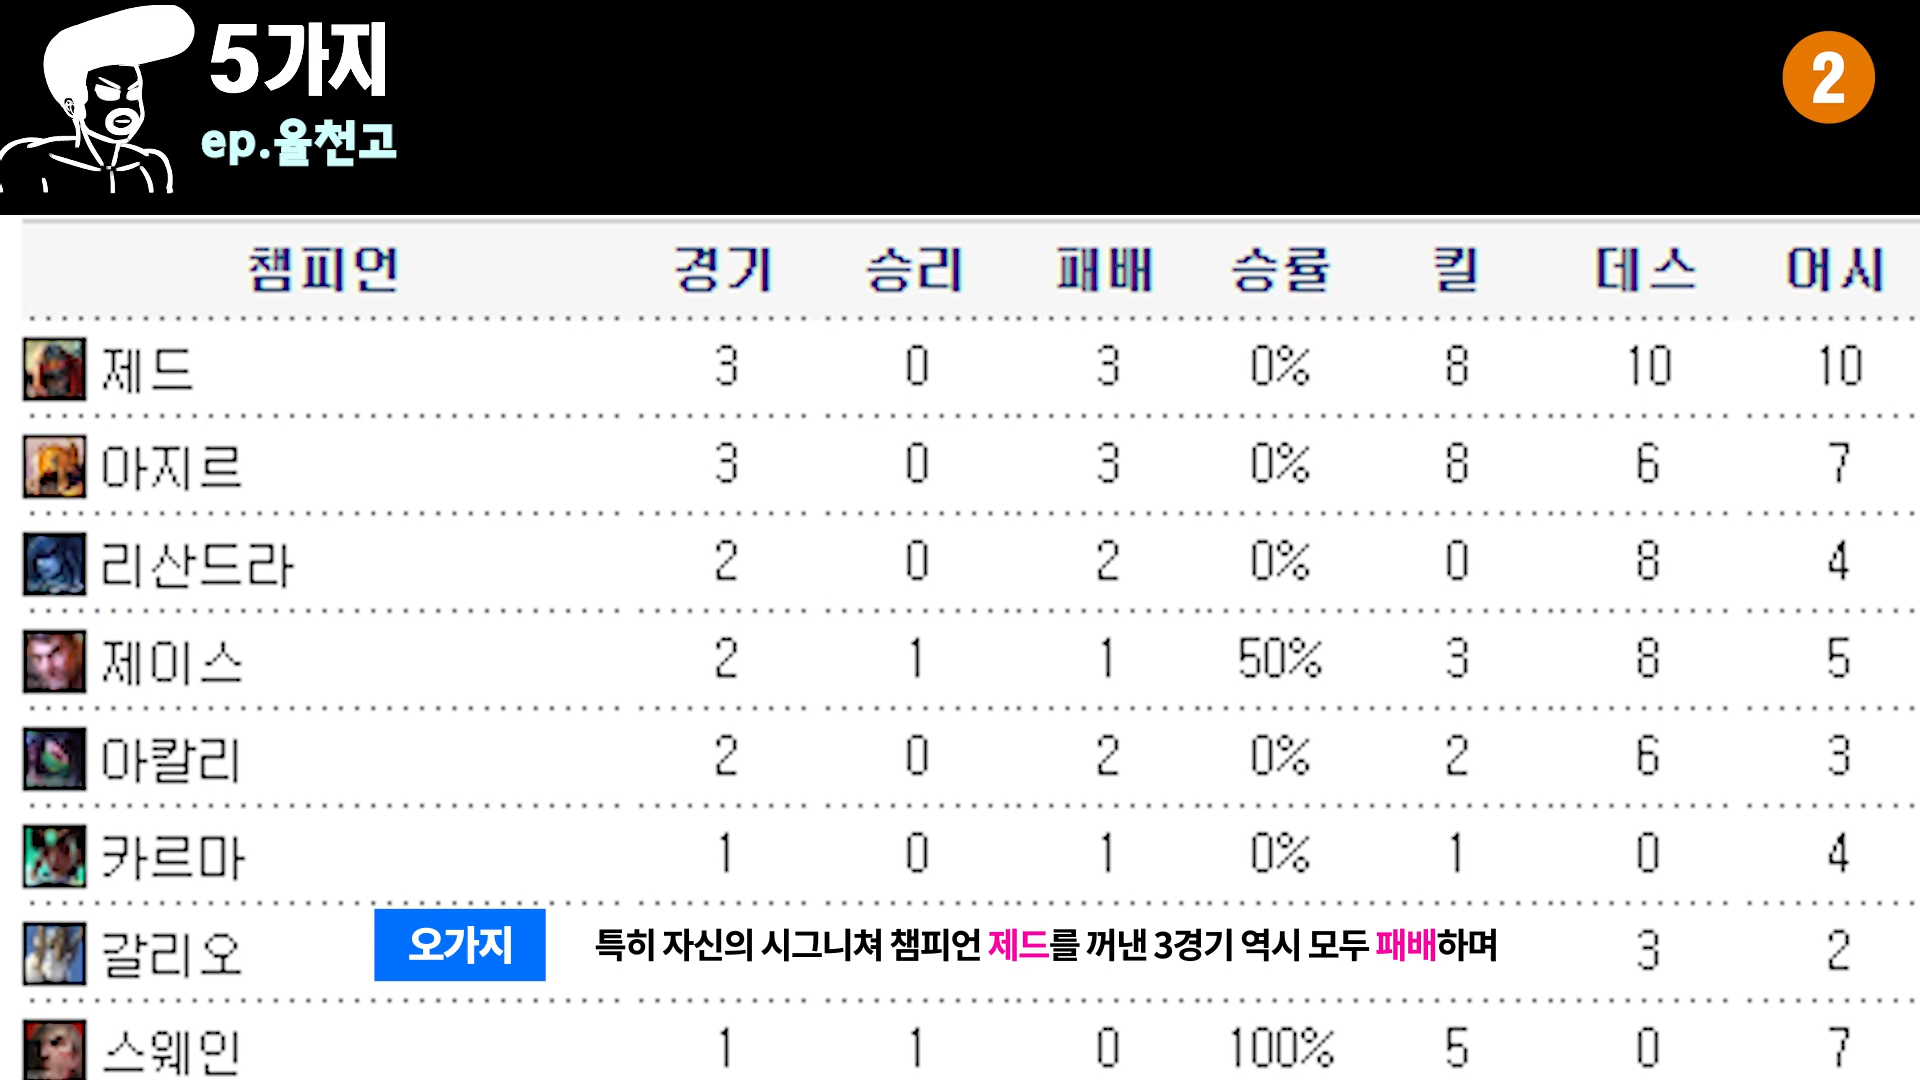 5가지
ep.율천고
2
챔피언 경기 승리 패배 승률 킬 데스 어시
제드 3 0 3 0% 8 10 10
아지르 3 0 3 0% 8 6 7
리산드라 2 0 2 0% 0 8 4
제이스 2 1 1 50% 3 8 5
아칼리 2 0 2 0% 2 6 3
카르마 1 0 1 0% 1 0 4
갈리오 3 2
오가지 특히 자신의 시그니쳐 챔피언 제드를 꺼낸 3경기 역시 모두 패배하며
스웨인 1 1 0 100% 5 0 7